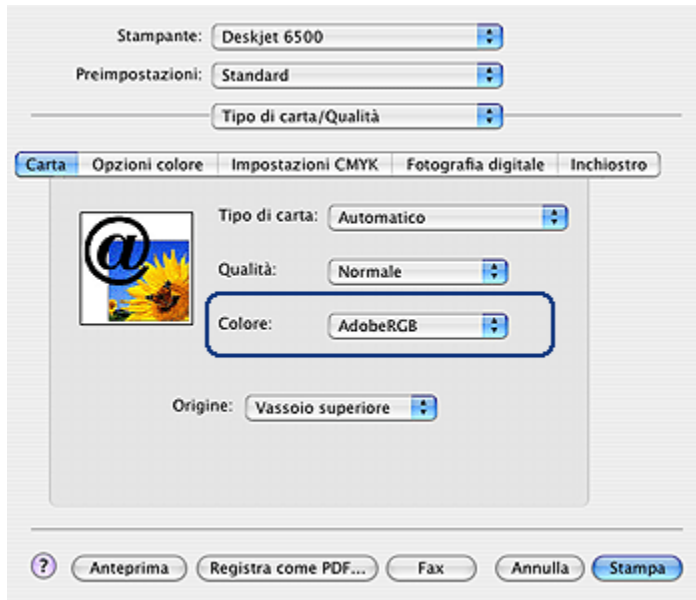 Stampante: Deskjet 6500
Preimpostazioni: Standard
Tipo di carta/Qualità
Carta Opzioni colore Impostazioni CMYK Fotografia digitale Inchiostro
@
Tipo di carta: Automatico
Qualità: Normale
Colore: AdobeRGB
Origine: Vassoio superiore
? Anteprima Registra come PDF... Fax Annulla Stampa